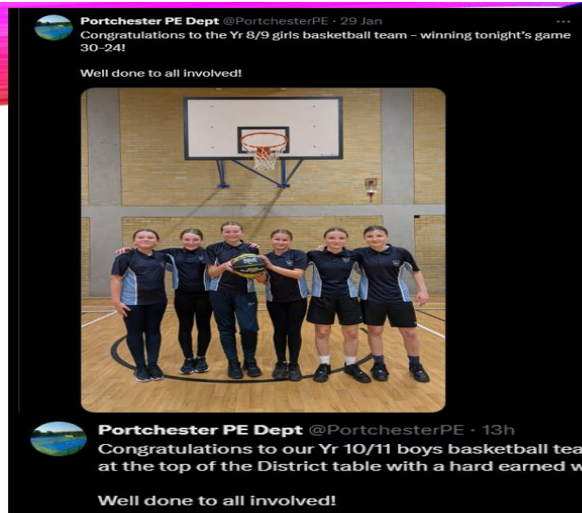 Portchester PE Dept @PortchesterPE · 29 Jan
Congratulations to the Yr 8/9 girls basketball team – winning tonight's game
30-24!
Well done to all involved!
Portchester PE Dept @PortchesterPE · 13h
Congratulations to our Yr 10/11 boys basketball tea
at the top of the District table with a hard earned w
Well done to all involved!